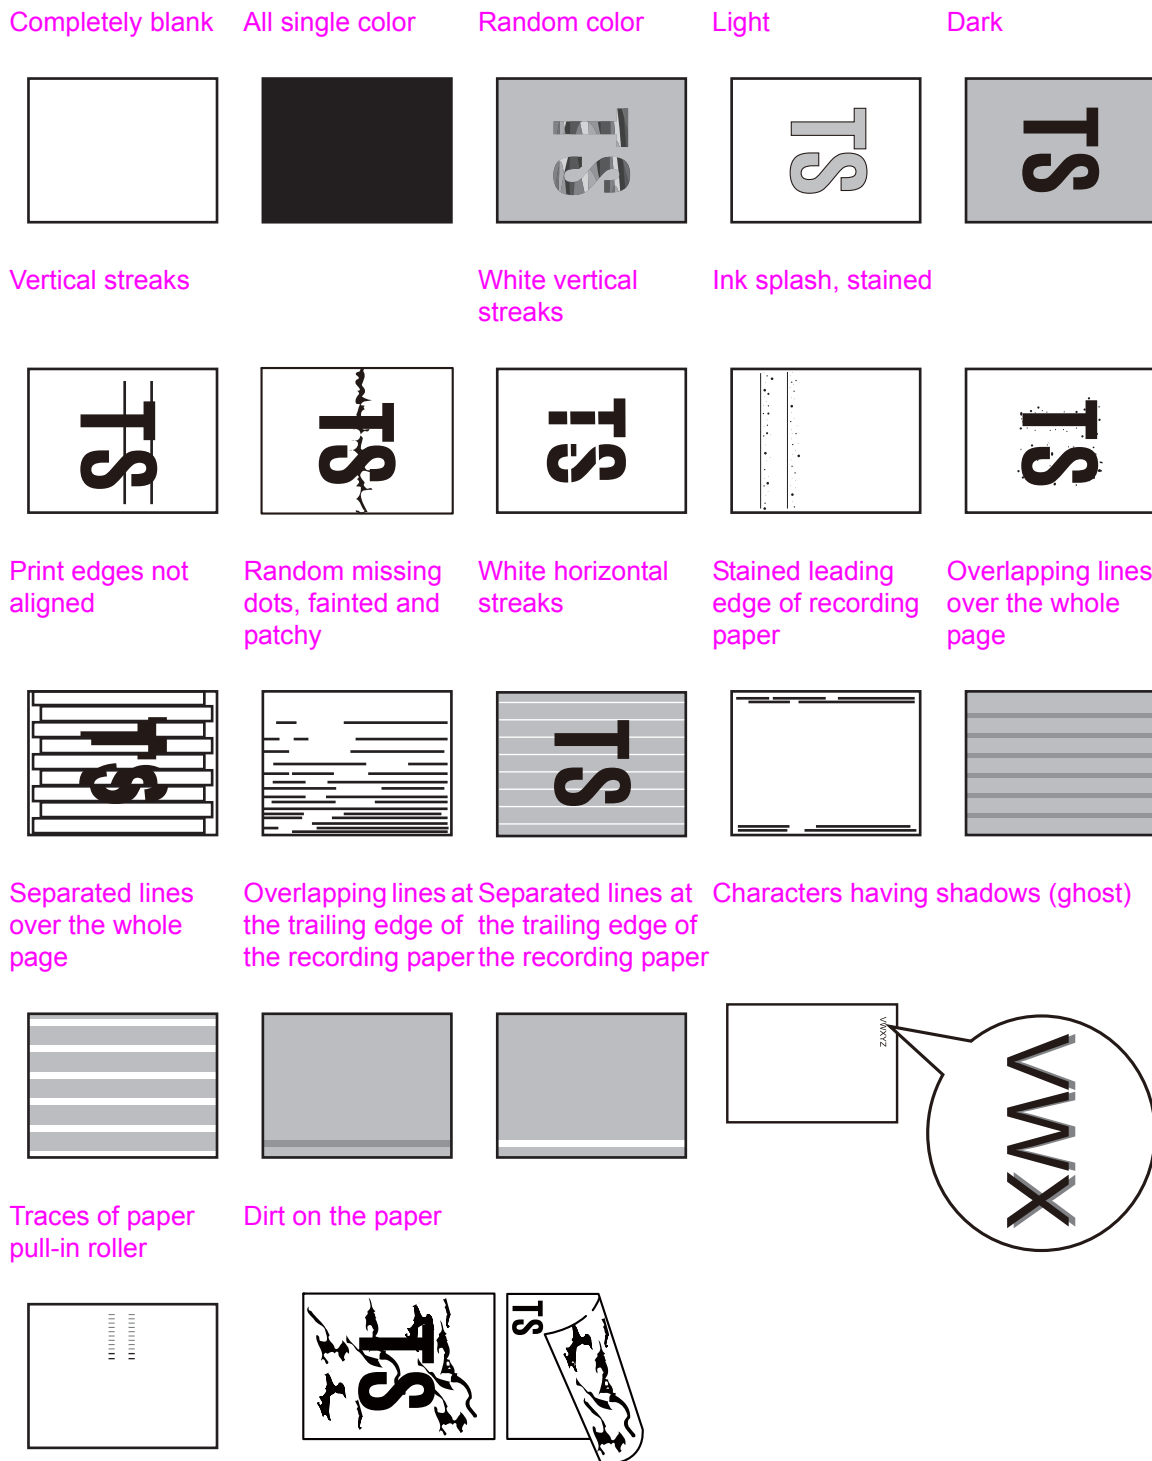 Completely blank
All single color
Random color
Light
Dark
TS
TS
TS
Vertical streaks
White vertical
streaks
Ink splash, stained
TS
TS
TS
TS
Print edges not
aligned
Random missing
dots, fainted and
patchy
White horizontal
streaks
Stained leading
edge of recording
paper
Overlapping lines
over the whole
page
TS
TS
Separated lines
over the whole
page
Overlapping lines at
the trailing edge of
the recording paper
Separated lines at
the trailing edge of
the recording paper
Characters having shadows (ghost)
VWXYZ
VWX
Traces of paper
pull-in roller
Dirt on the paper
TS
TS